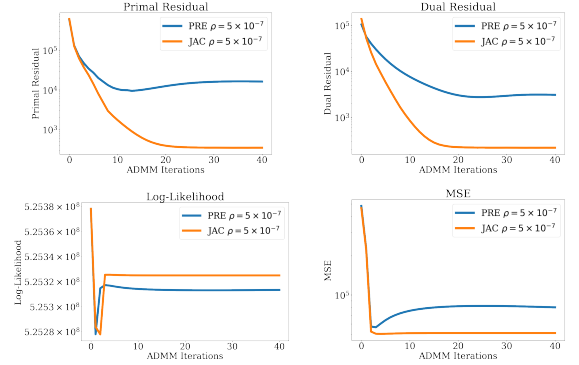 Primal Residual
Primal Residual
10⁵
10⁴
10³
PRE ρ = 5 × 10⁻⁷
JAC ρ = 5 × 10⁻⁷
0 10 20 30 40
ADMM Iterations
Dual Residual
Dual Residual
10⁵
10⁴
10³
PRE ρ = 5 × 10⁻⁷
JAC ρ = 5 × 10⁻⁷
0 10 20 30 40
ADMM Iterations
Log-Likelihood
Log-Likelihood
5.2538 × 10⁸
5.2536 × 10⁸
5.2534 × 10⁸
5.2532 × 10⁸
5.253 × 10⁸
5.2528 × 10⁸
PRE ρ = 5 × 10⁻⁷
JAC ρ = 5 × 10⁻⁷
0 10 20 30 40
ADMM Iterations
MSE
MSE
10⁵
PRE ρ = 5 × 10⁻⁷
JAC ρ = 5 × 10⁻⁷
0 10 20 30 40
ADMM Iterations